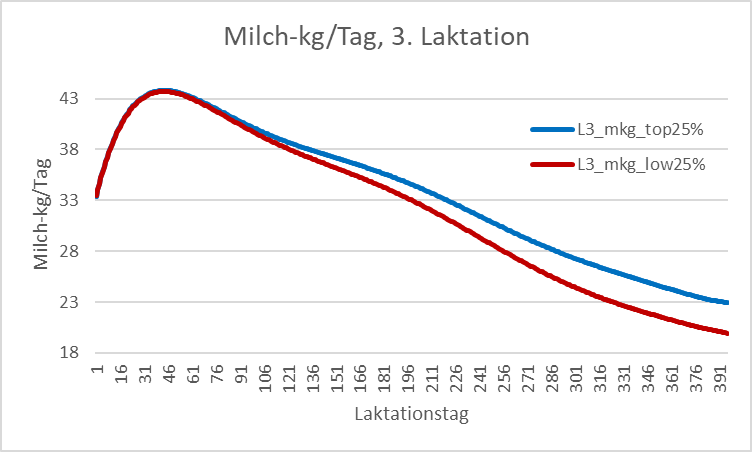 Milch-kg/Tag, 3. Laktation
Milch-kg/Tag
43
38
33
28
23
18
L3_mkg_top25%
L3_mkg_low25%
1 16 31 46 61 76 91 106 121 136 151 166 181 196 211 226 241 256 271 286 301 316 331 346 361 376 391
Laktationstag